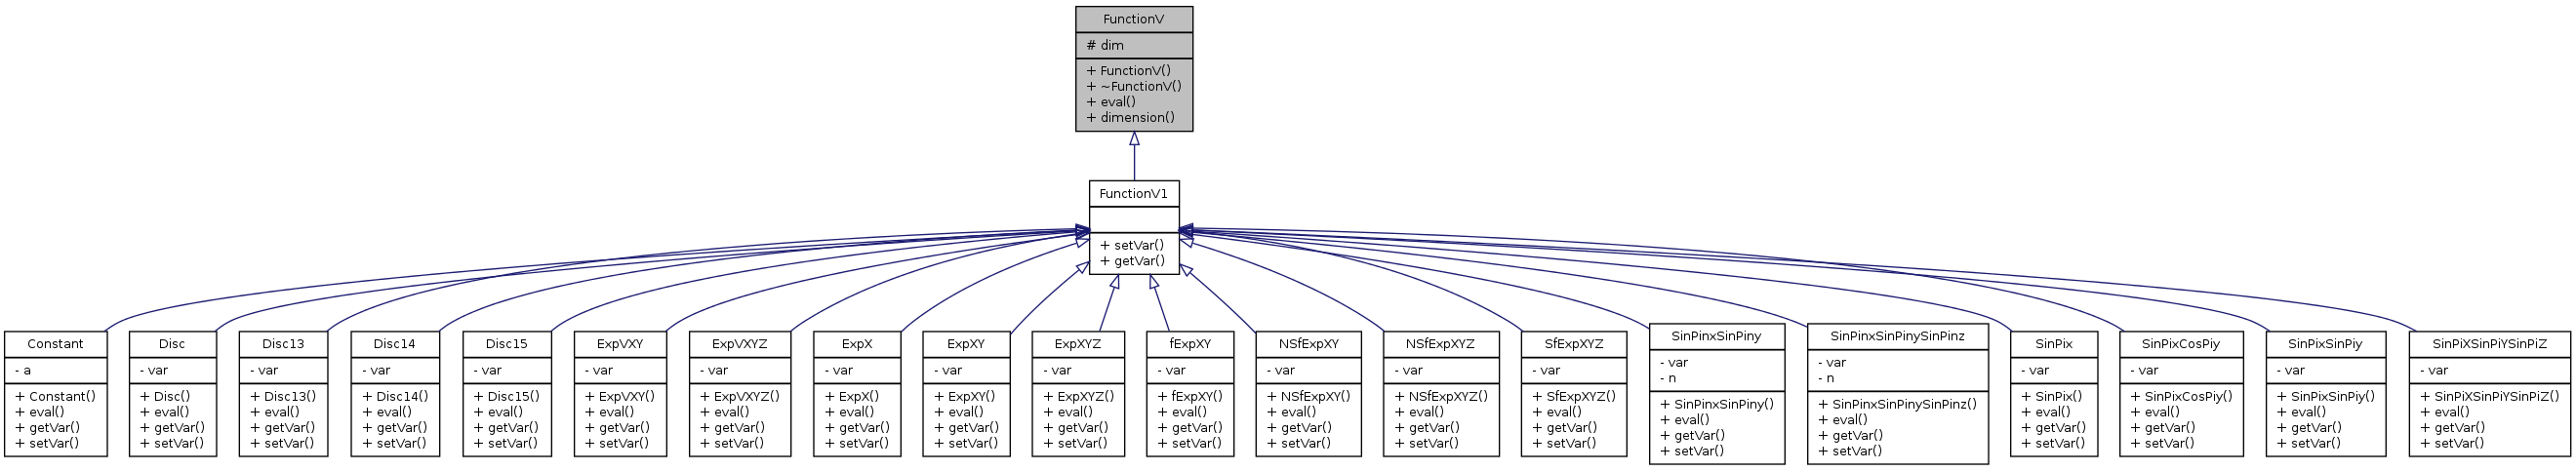 FunctionV
# dim
+ FunctionV()
+ ~FunctionV()
+ eval()
+ dimension()
FunctionV1
+ setVar()
+ getVar()
Constant
- a
+ Constant()
+ eval()
+ getVar()
+ setVar()
Disc
- var
+ Disc()
+ eval()
+ getVar()
+ setVar()
Disc13
- var
+ Disc13()
+ eval()
+ getVar()
+ setVar()
Disc14
- var
+ Disc14()
+ eval()
+ getVar()
+ setVar()
Disc15
- var
+ Disc15()
+ eval()
+ getVar()
+ setVar()
ExpVXY
- var
+ ExpVXY()
+ eval()
+ getVar()
+ setVar()
ExpVXYZ
- var
+ ExpVXYZ()
+ eval()
+ getVar()
+ setVar()
ExpX
- var
+ ExpX()
+ eval()
+ getVar()
+ setVar()
ExpXY
- var
+ ExpXY()
+ eval()
+ getVar()
+ setVar()
ExpXYZ
- var
+ ExpXYZ()
+ eval()
+ getVar()
+ setVar()
fExpXY
- var
+ fExpXY()
+ eval()
+ getVar()
+ setVar()
NSfExpXY
- var
+ NSfExpXY()
+ eval()
+ getVar()
+ setVar()
NSfExpXYZ
- var
+ NSfExpXYZ()
+ eval()
+ getVar()
+ setVar()
SfExpXYZ
- var
+ SfExpXYZ()
+ eval()
+ getVar()
+ setVar()
SinPinxSinPiny
- var
- n
+ SinPinxSinPiny()
+ eval()
+ getVar()
+ setVar()
SinPinxSinPinySinPinz
- var
- n
+ SinPinxSinPinySinPinz()
+ eval()
+ getVar()
+ setVar()
SinPix
- var
+ SinPix()
+ eval()
+ getVar()
+ setVar()
SinPixCosPiy
- var
+ SinPixCosPiy()
+ eval()
+ getVar()
+ setVar()
SinPixSinPiy
- var
+ SinPixSinPiy()
+ eval()
+ getVar()
+ setVar()
SinPiXSinPiYSinPiZ
- var
+ SinPiXSinPiYSinPiZ()
+ eval()
+ getVar()
+ setVar()